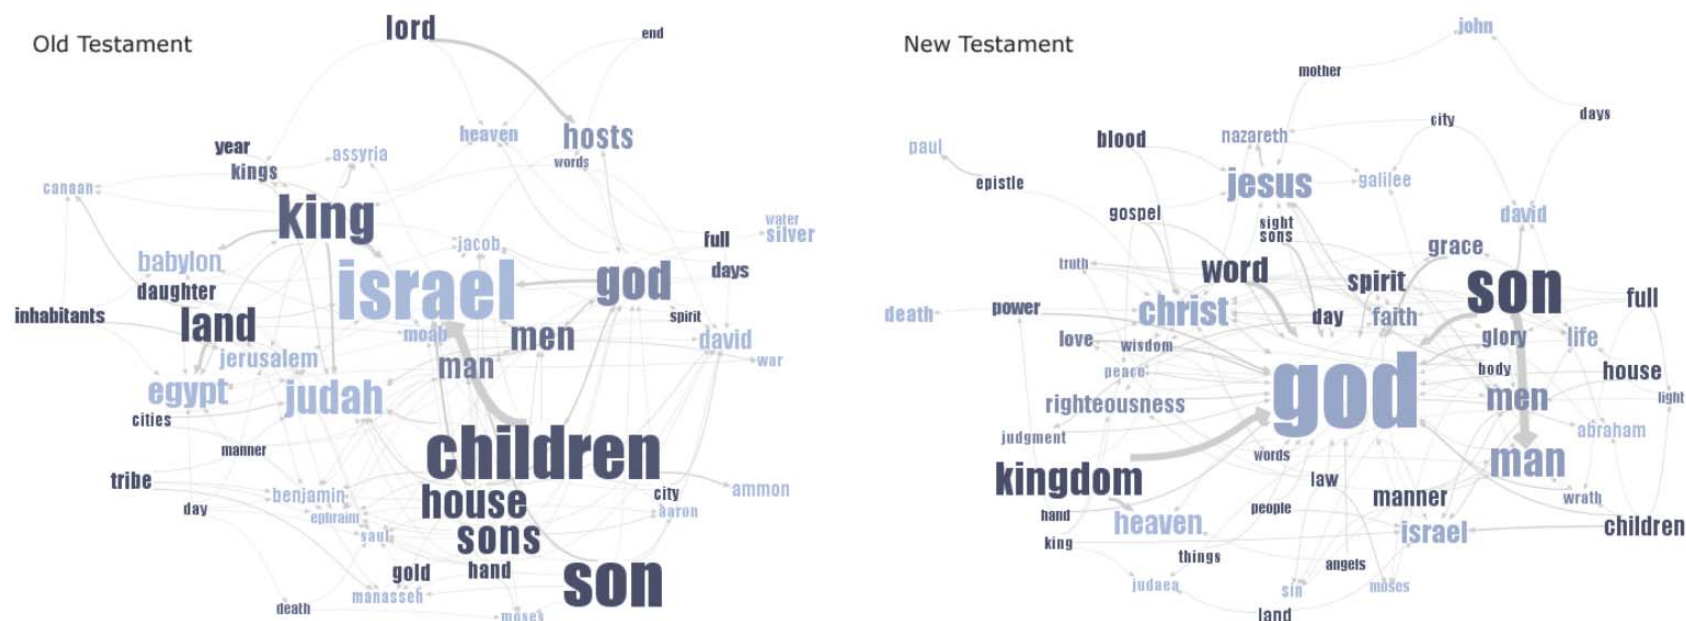 Old Testament
lord
end
heaven
hosts
words
year
kings
assyria
canaan
king
water
silver
full
jacob
babylon
daughter
israel
god
days
inhabitants
land
spirit
moab
men
david
jerusalem
man
war
egypt
judah
cities
manner
children
tribe
benjamin
house
city
ammon
day
ephraim
aaron
saul
sons
gold
hand
son
manasseh
death
moses
New Testament
john
mother
days
city
blood
nazareth
paul
epistle
jesus
galilee
gospel
sight
sons
david
grace
truth
word
spirit
son
full
death
power
christ
day
faith
glory
life
love
wisdom
peace
body
house
god
men
light
righteousness
judgment
abraham
words
man
kingdom
law
manner
wrath
hand
heaven
people
israel
children
king
things
angels
judaea
sin
moses
land